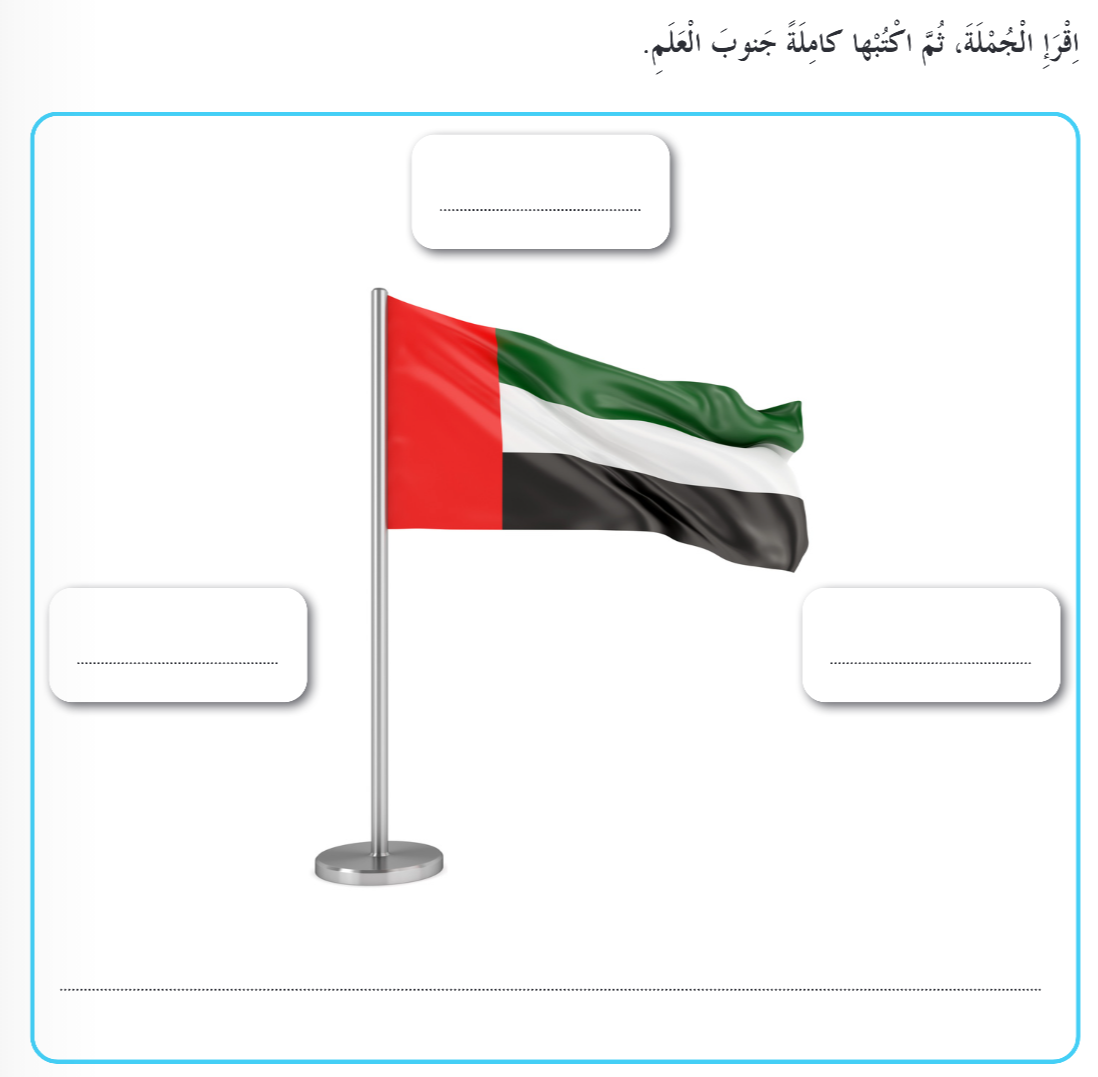 اِقْرَإِ الْجُمْلَةَ، ثُمَّ اكْتُبْها كامِلَةً جَنوبَ الْعَلَمِ.